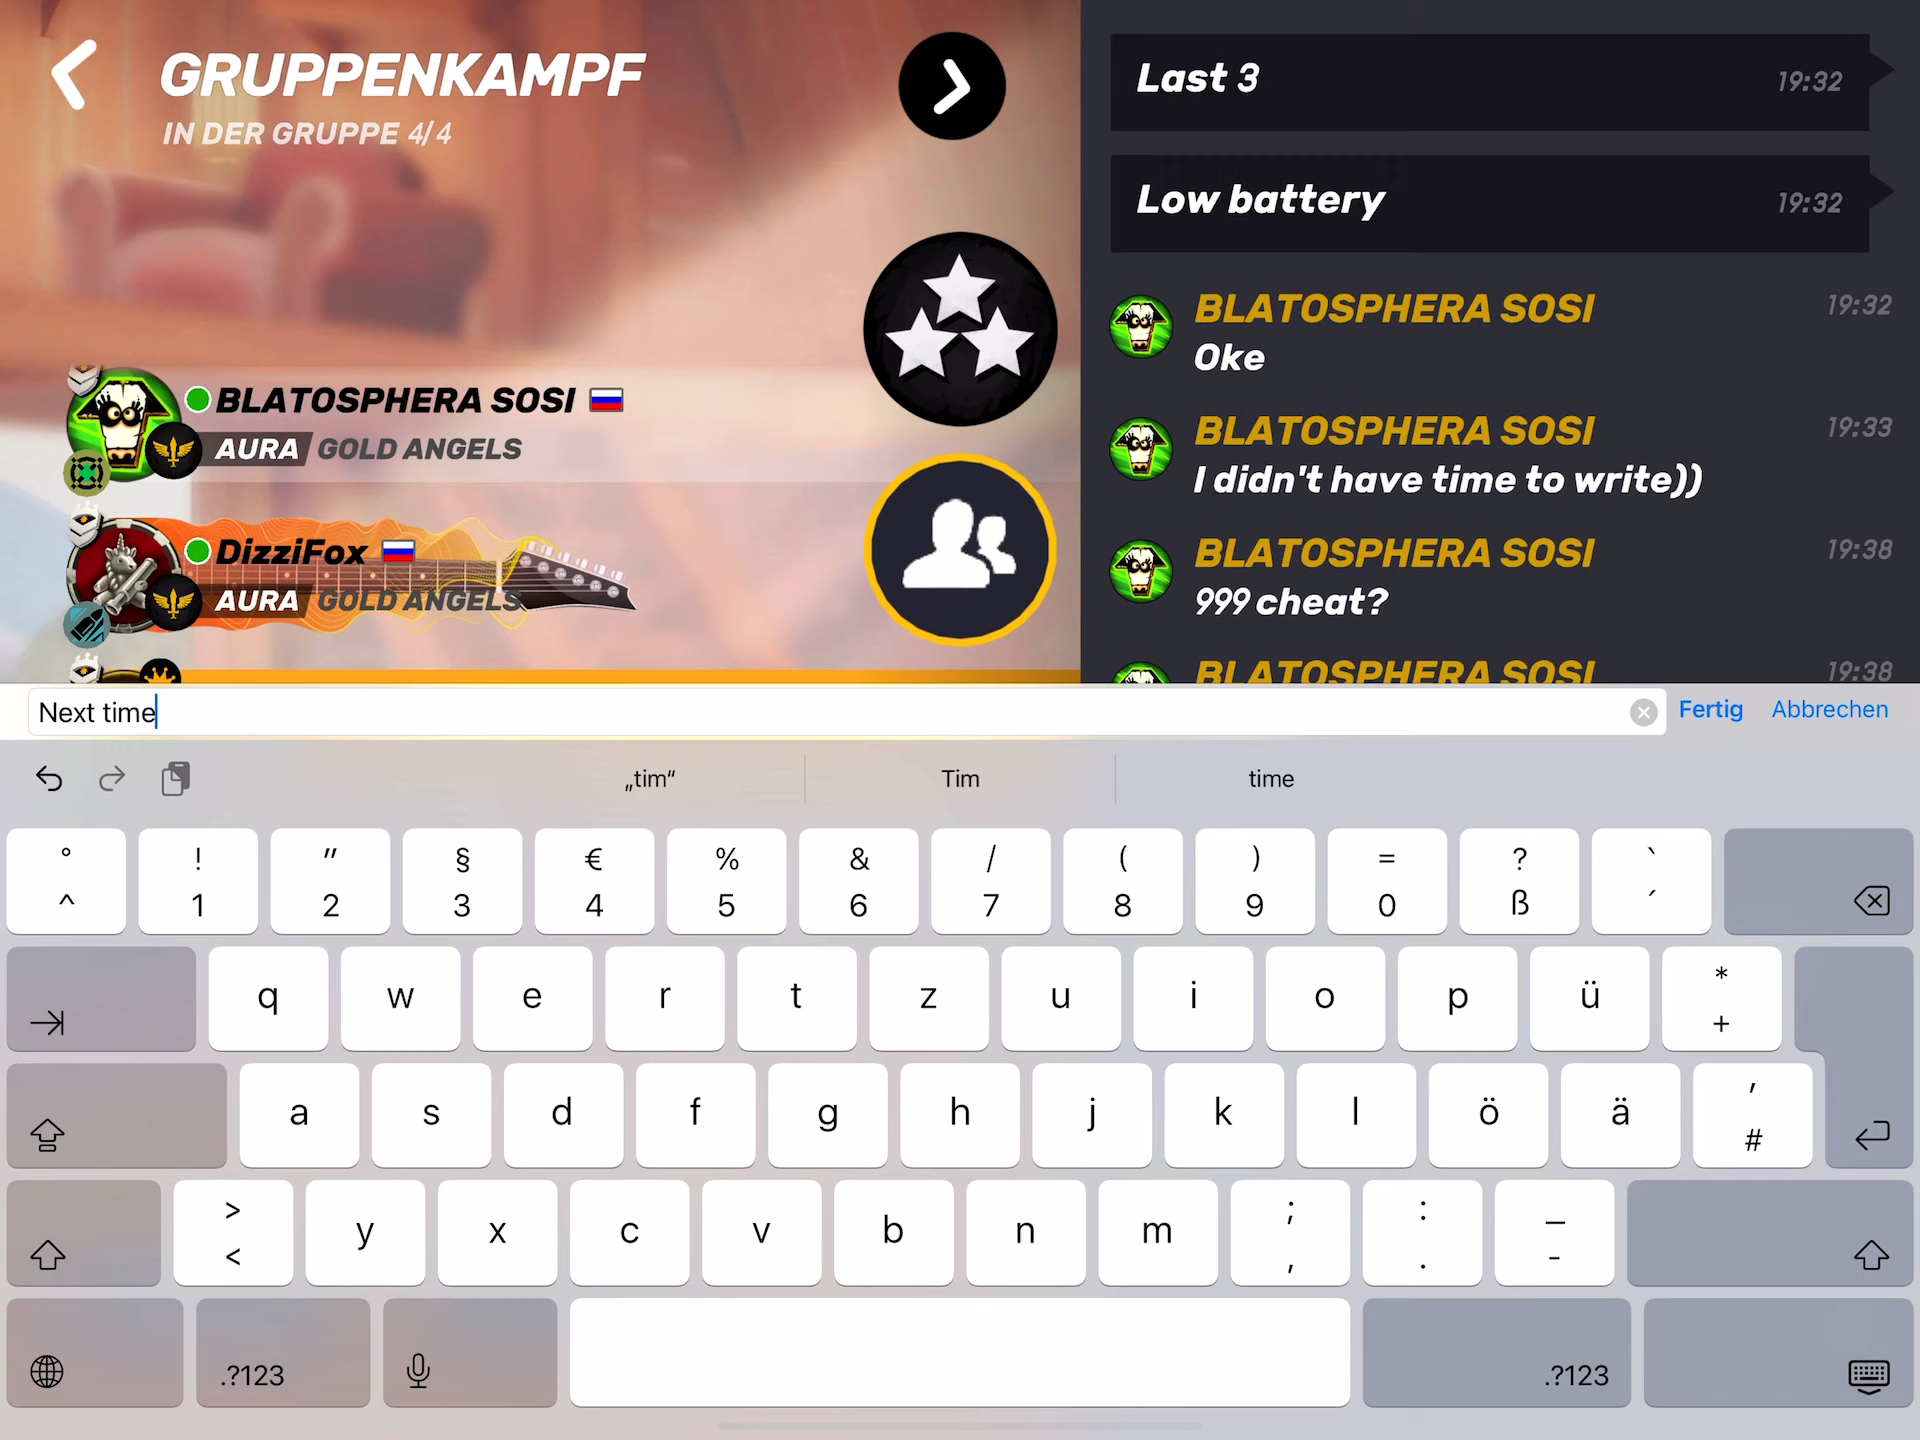 GRUPPENKAMPF
IN DER GRUPPE 4/4
BLATOSPHERA SOSI
AURA GOLD ANGELS
DizziFox
AURA GOLD ANGELS
Last 3 19:32
Low battery 19:32
BLATOSPHERA SOSI 19:32
Oke
BLATOSPHERA SOSI 19:33
I didn't have time to write))
BLATOSPHERA SOSI 19:38
999 cheat?
BLATOSPHERA SOSI 19:38
Next time Fertig Abbrechen
„tim“ Tim time
° ! " § € % & / ( ) = ? `
^ 1 2 3 4 5 6 7 8 9 0 ß ´
q w e r t z u i o p ü * +
a s d f g h j k l ö ä ' #
> < y x c v b n m ; , : . _ -
.?123 .?123